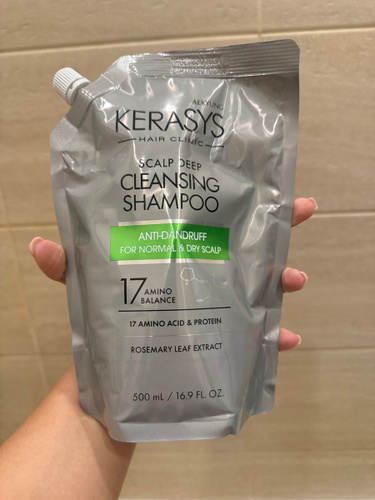 AEKYUNG
KERASYS
HAIR CLINIC
SCALP DEEP
CLEANSING
SHAMPOO
ANTI-DANDRUFF
FOR NORMAL & DRY SCALP
17 AMINO
BALANCE
17 AMINO ACID & PROTEIN
ROSEMARY LEAF EXTRACT
500 mL / 16.9 FL. OZ.